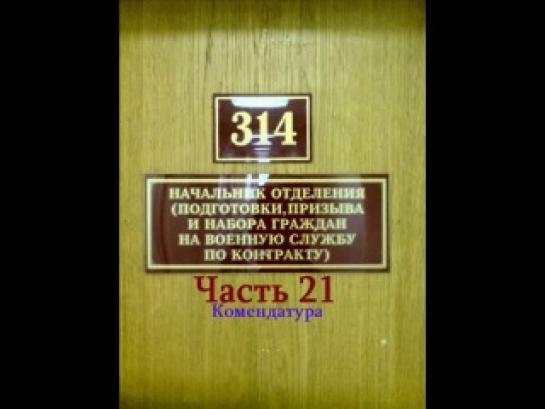 314
НАЧАЛЬНИК ОТДЕЛЕНИЯ
(ПОДГОТОВКИ, ПРИЗЫВА
И НАБОРА ГРАЖДАН
НА ВОЕННУЮ СЛУЖБУ
ПО КОНТРАКТУ)
Часть 21
Комендатура